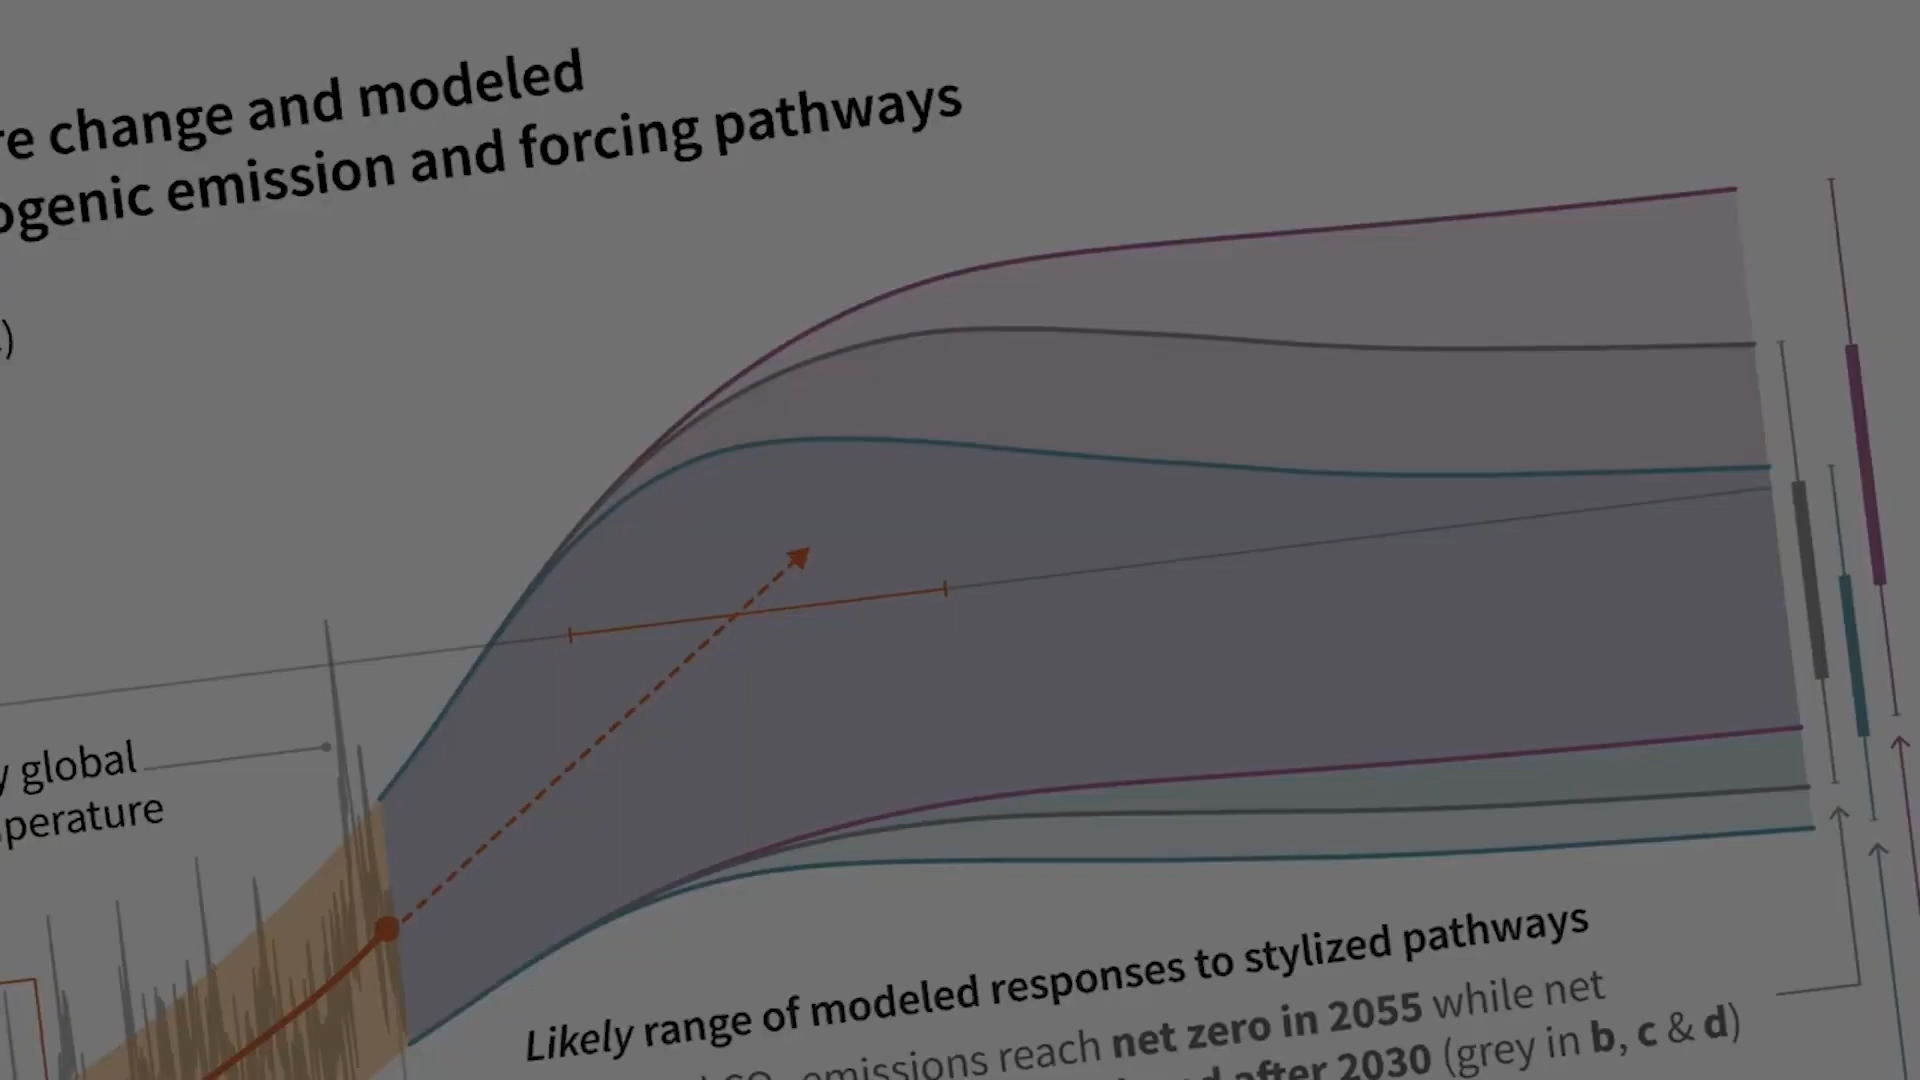 re change and modeled
ogenic emission and forcing pathways
)
y global
perature
Likely range of modeled responses to stylized pathways
emissions reach net zero in 2055 while net
after 2030 (grey in b, c & d)